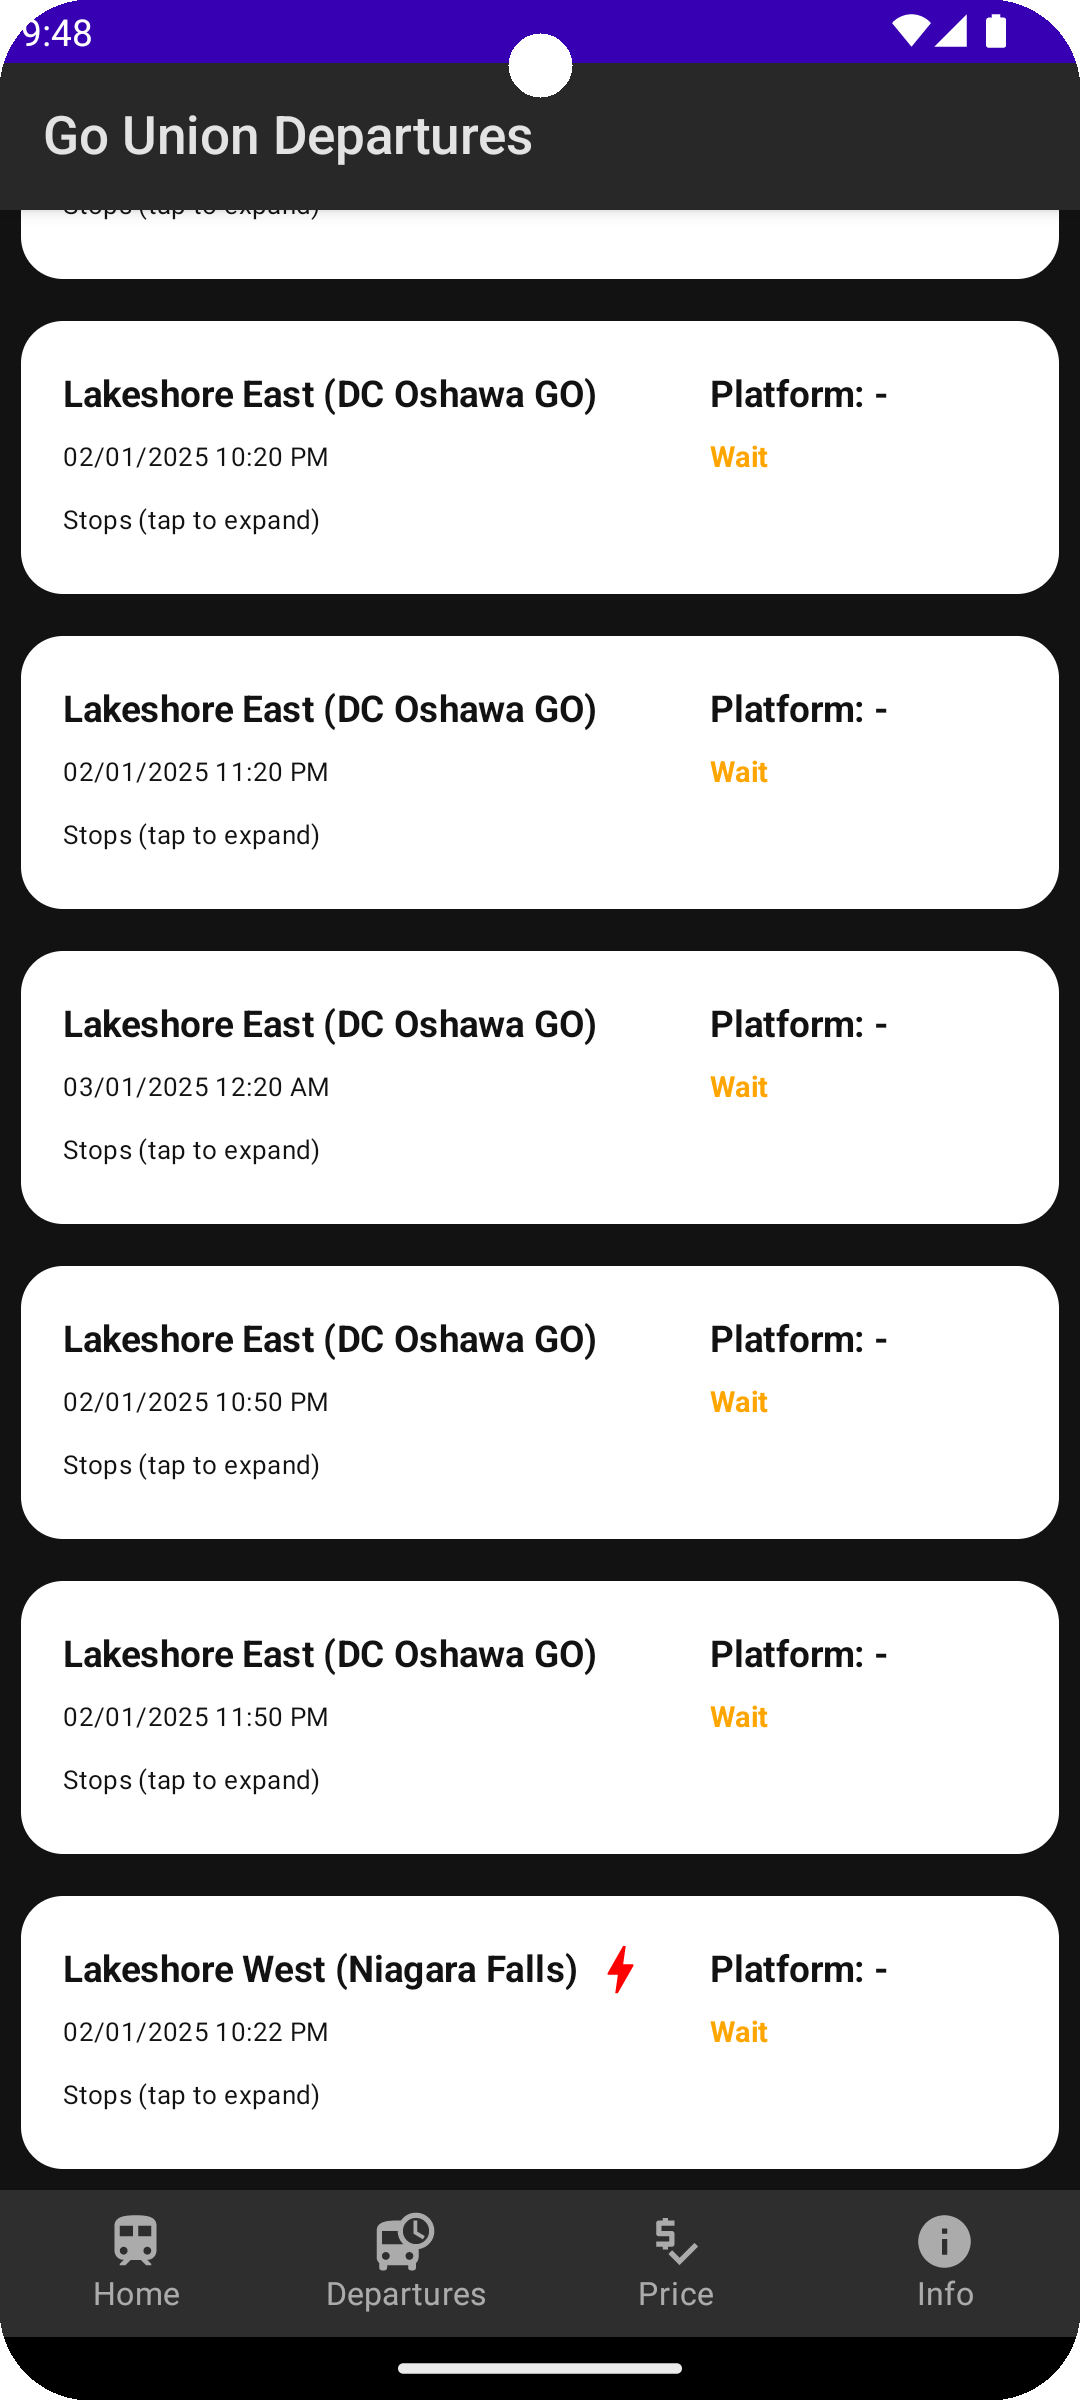 9:48
Go Union Departures
Stops (tap to expand)
Lakeshore East (DC Oshawa GO) Platform: -
02/01/2025 10:20 PM Wait
Stops (tap to expand)
Lakeshore East (DC Oshawa GO) Platform: -
02/01/2025 11:20 PM Wait
Stops (tap to expand)
Lakeshore East (DC Oshawa GO) Platform: -
03/01/2025 12:20 AM Wait
Stops (tap to expand)
Lakeshore East (DC Oshawa GO) Platform: -
02/01/2025 10:50 PM Wait
Stops (tap to expand)
Lakeshore East (DC Oshawa GO) Platform: -
02/01/2025 11:50 PM Wait
Stops (tap to expand)
Lakeshore West (Niagara Falls) Platform: -
02/01/2025 10:22 PM Wait
Stops (tap to expand)
Home Departures Price Info